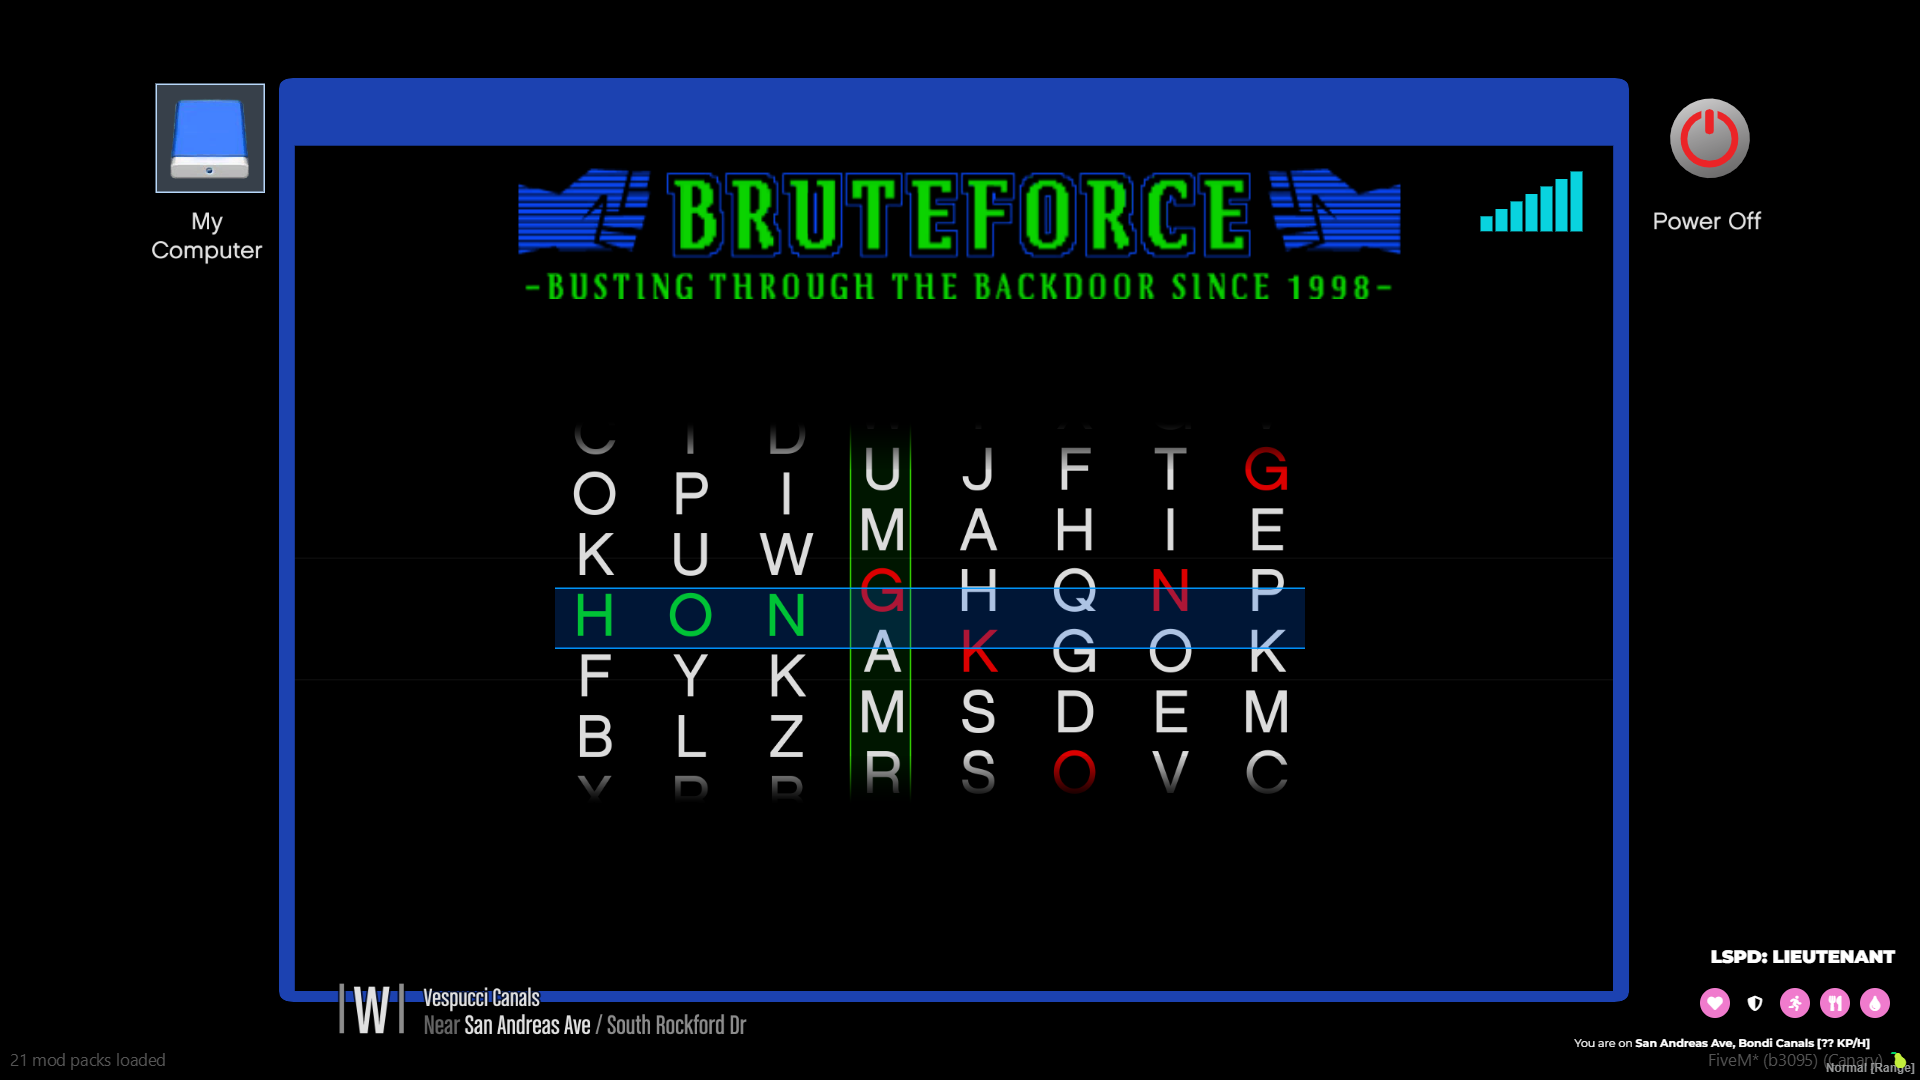 BRUTEFORCE
-BUSTING THROUGH THE BACKDOOR SINCE 1998-
My
Computer
Power Off
C I D
U J F T G
O P I
M A H I E
K U W
G H Q N P
H O N
A K G O K
F Y K
M S D E M
B L Z
R S O V C
LSPD: LIEUTENANT
W
Vespucci Canals
Near San Andreas Ave / South Rockford Dr
You are on San Andreas Ave, Bondi Canals [?? KP/H]
21 mod packs loaded
FiveM* (b3095) (Canary)
Normal [Range]